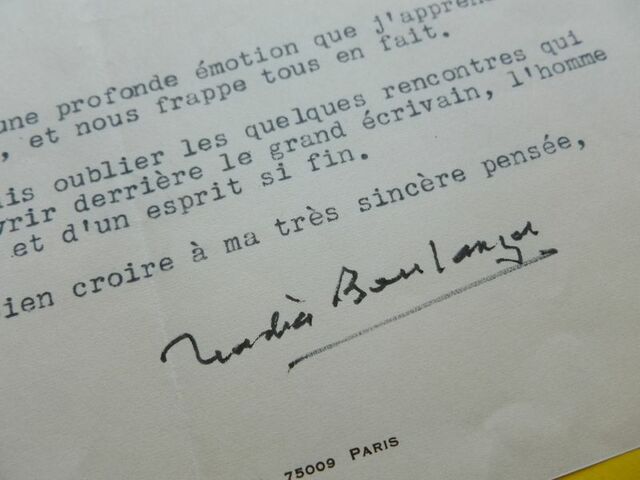 une profonde émotion que j'appren
, et nous frappe tous en fait.
ais oublier les quelques rencontres qui
vrir derrière le grand écrivain, l'homme
et d'un esprit si fin.
ien croire à ma très sincère pensée,
Nadia Boulanger
75009 PARIS